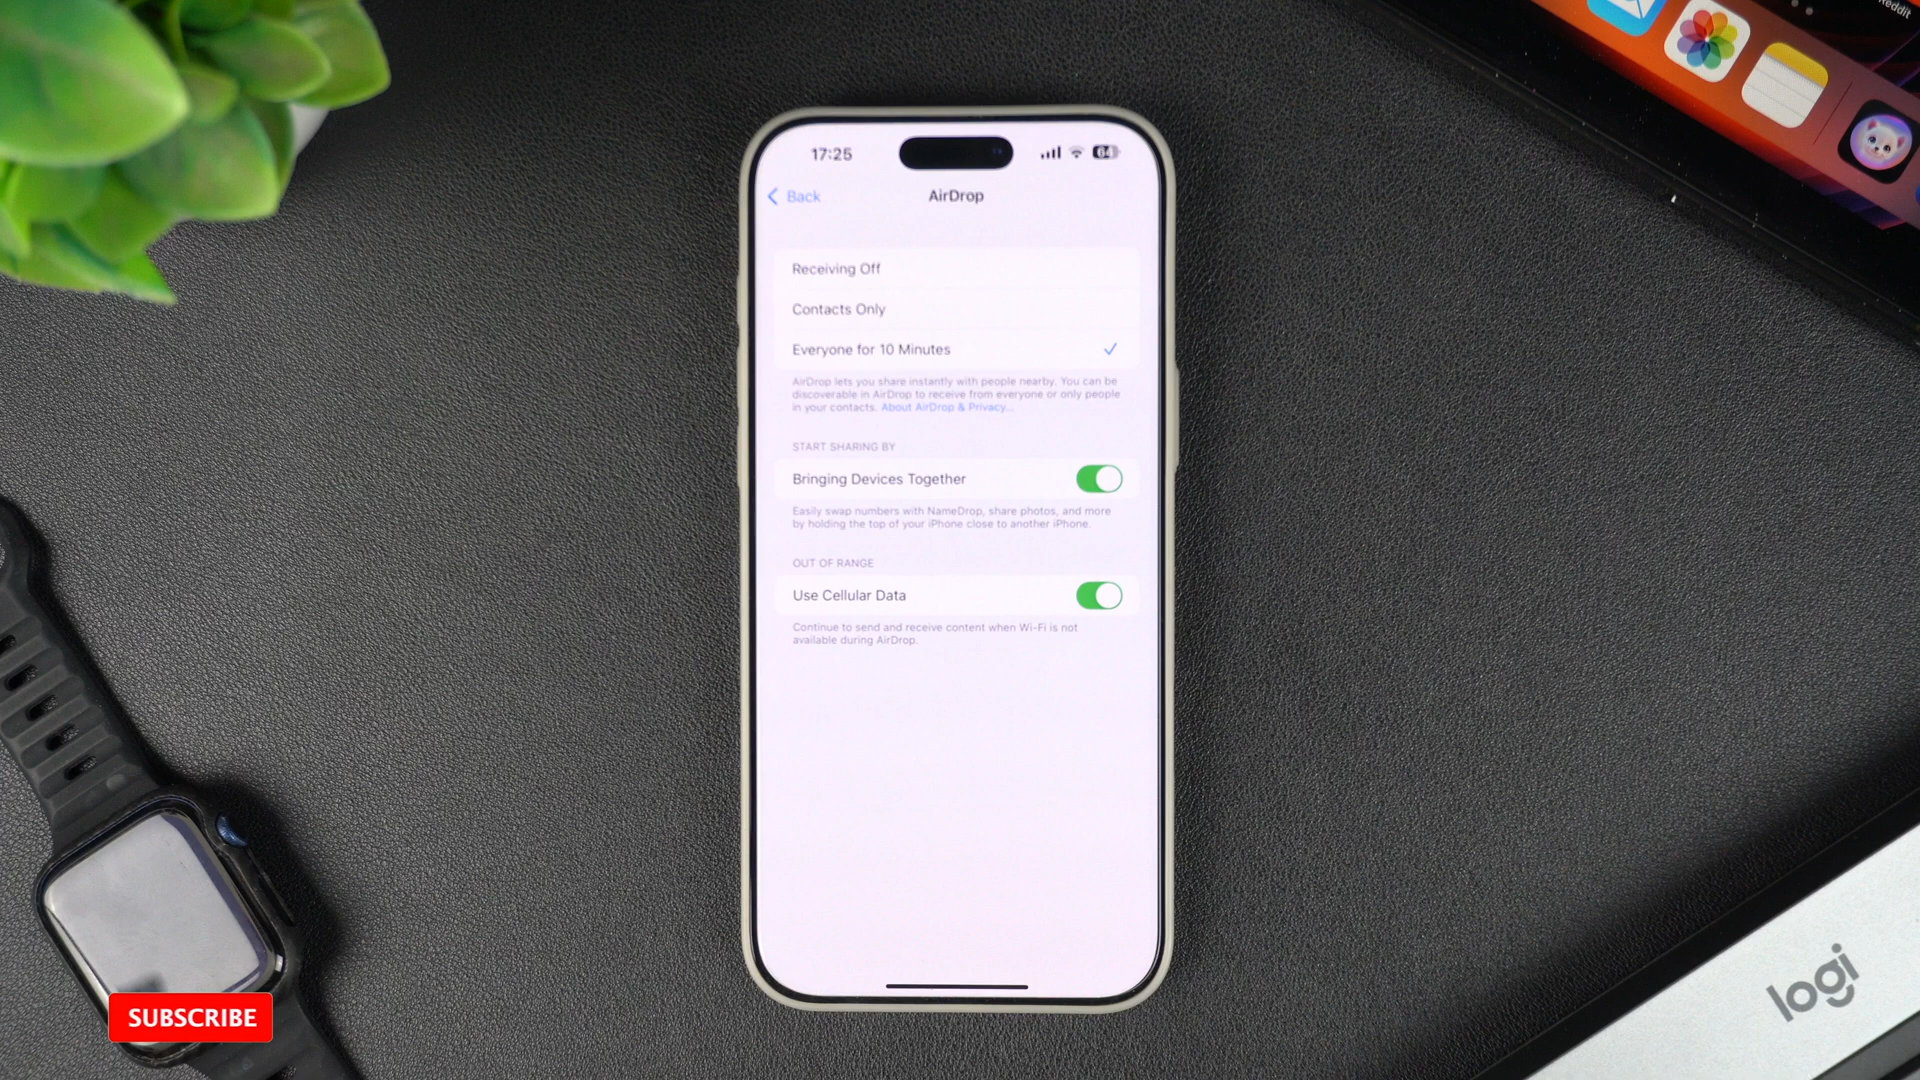 Reddit
17:25
64
Back
AirDrop
Receiving Off
Contacts Only
Everyone for 10 Minutes
AirDrop lets you share instantly with people nearby. You can be
discoverable in AirDrop to receive from everyone or only people
in your contacts. About AirDrop & Privacy...
START SHARING BY
Bringing Devices Together
Easily swap numbers with NameDrop, share photos, and more
by holding the top of your iPhone close to another iPhone.
OUT OF RANGE
Use Cellular Data
Continue to send and receive content when Wi-Fi is not
available during AirDrop.
logi
SUBSCRIBE